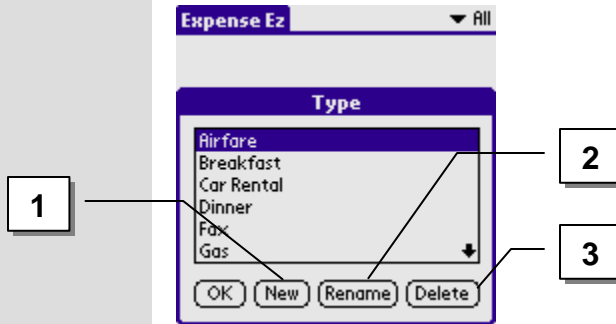 Expense Ez All
Type
Airfare
Breakfast
Car Rental
Dinner
Fax
Gas
OK New Rename Delete
1
2
3